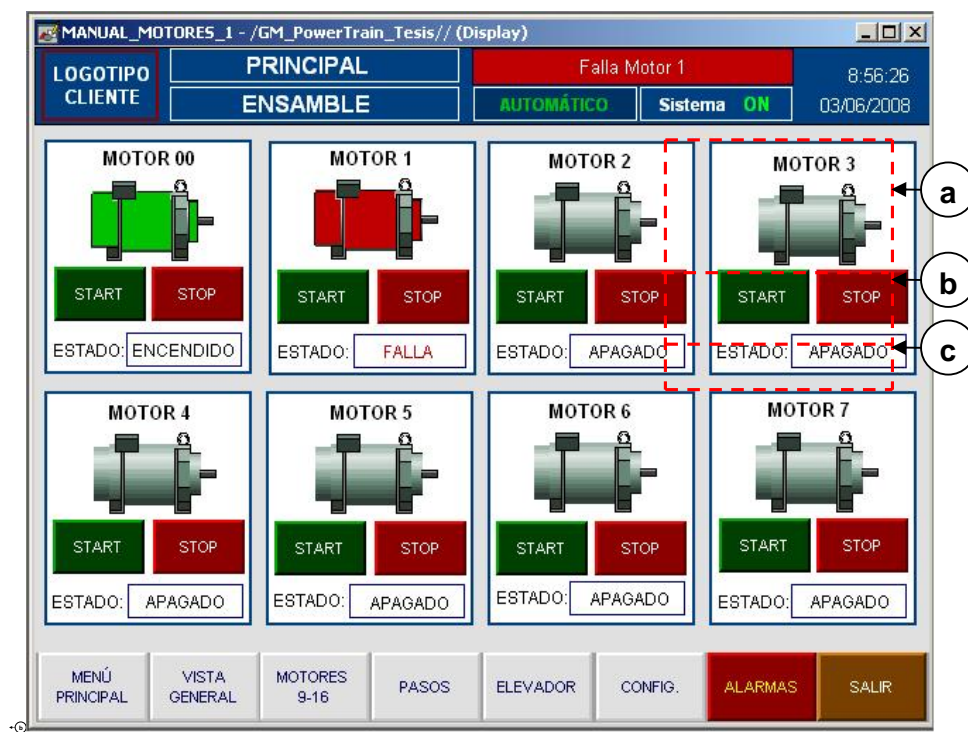 MANUAL_MOTORES_1 - /GM_PowerTrain_Tesis// (Display)
LOGOTIPO CLIENTE
PRINCIPAL
ENSAMBLE
Falla Motor 1
AUTOMÁTICO
Sistema ON
8:56:26
03/06/2008
MOTOR 00
START STOP
ESTADO: ENCENDIDO
MOTOR 1
START STOP
ESTADO: FALLA
MOTOR 2
START STOP
ESTADO: APAGADO
MOTOR 3
START STOP
ESTADO: APAGADO
a
b
c
MOTOR 4
START STOP
ESTADO: APAGADO
MOTOR 5
START STOP
ESTADO: APAGADO
MOTOR 6
START STOP
ESTADO: APAGADO
MOTOR 7
START STOP
ESTADO: APAGADO
MENÚ PRINCIPAL
VISTA GENERAL
MOTORES 9-16
PASOS
ELEVADOR
CONFIG.
ALARMAS
SALIR